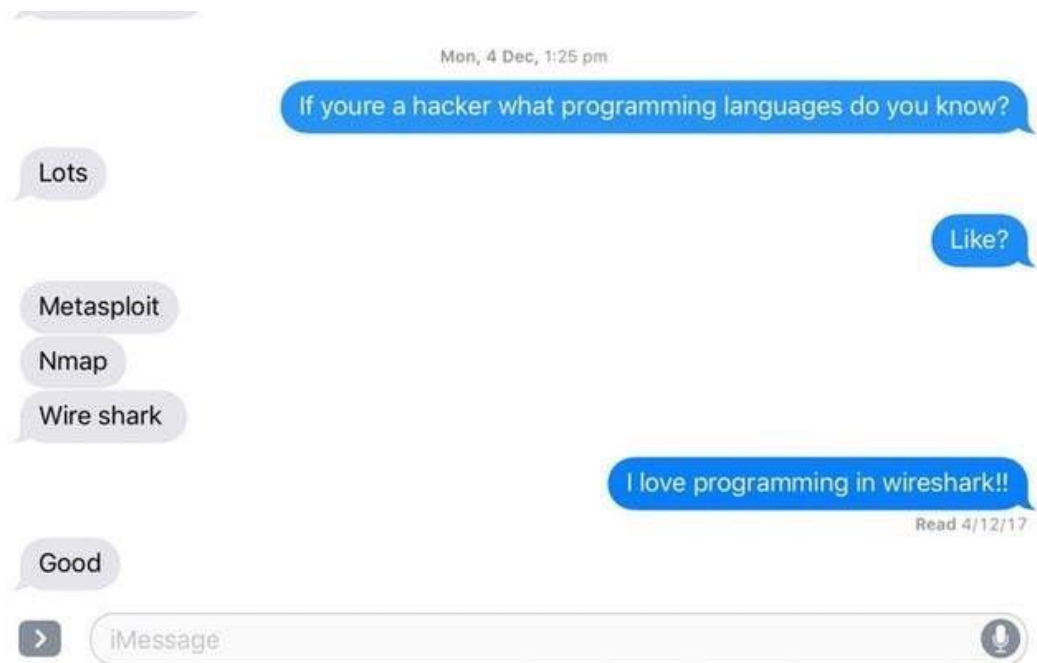 Mon, 4 Dec, 1:25 pm
If youre a hacker what programming languages do you know?
Lots
Like?
Metasploit
Nmap
Wire shark
I love programming in wireshark!!
Read 4/12/17
Good
iMessage